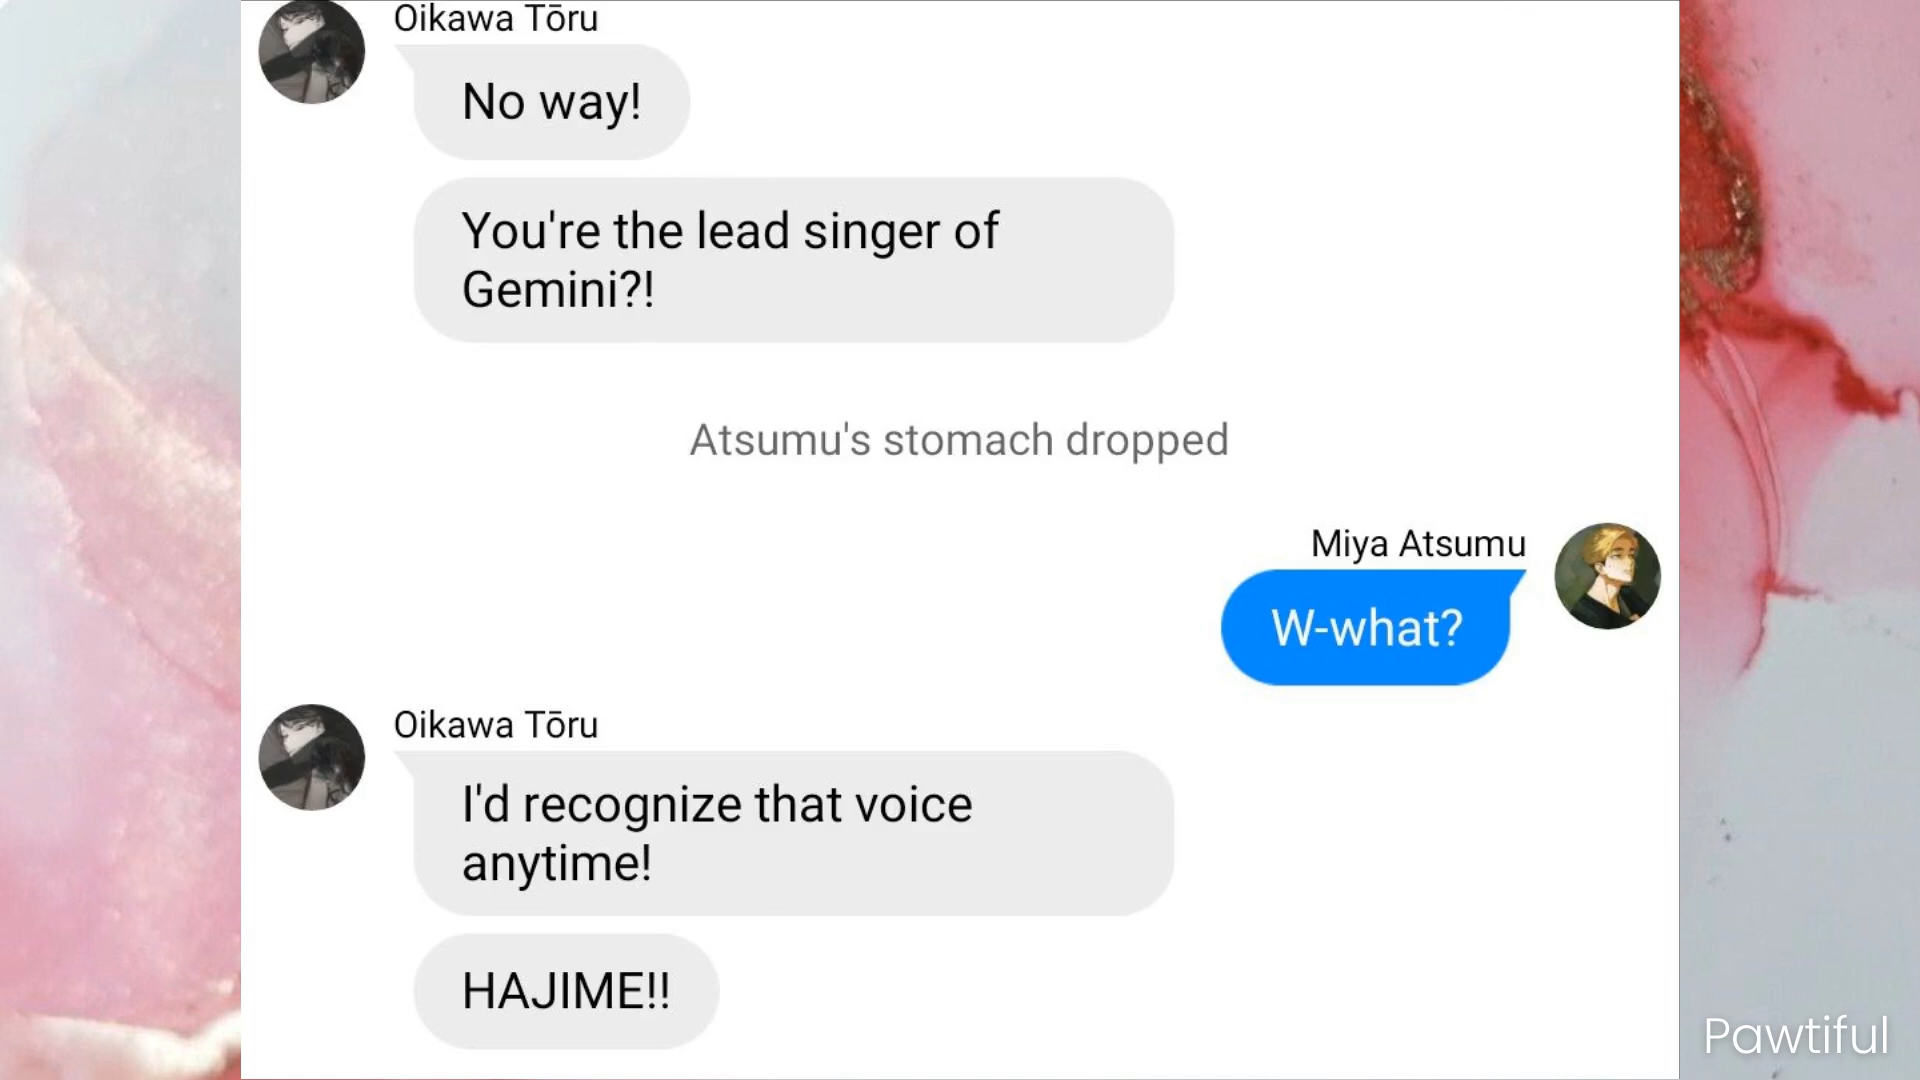 Oikawa Tōru
No way!
You're the lead singer of
Gemini?!
Atsumu's stomach dropped
Miya Atsumu
W-what?
Oikawa Tōru
I'd recognize that voice
anytime!
HAJIME!!
Pawtiful